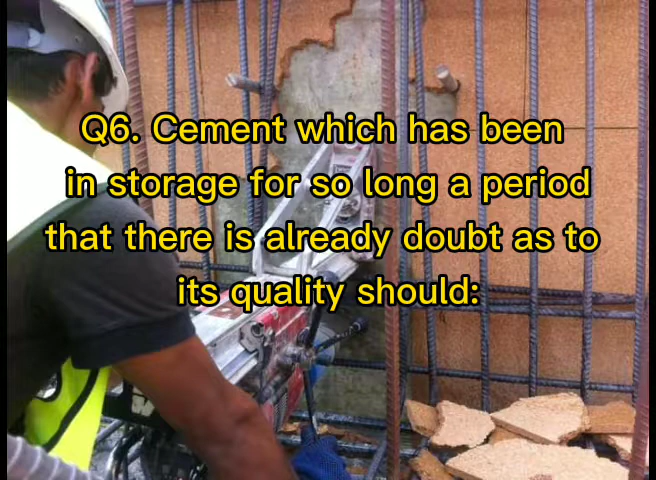 Q6. Cement which has been
in storage for so long a period
that there is already doubt as to
its quality should: